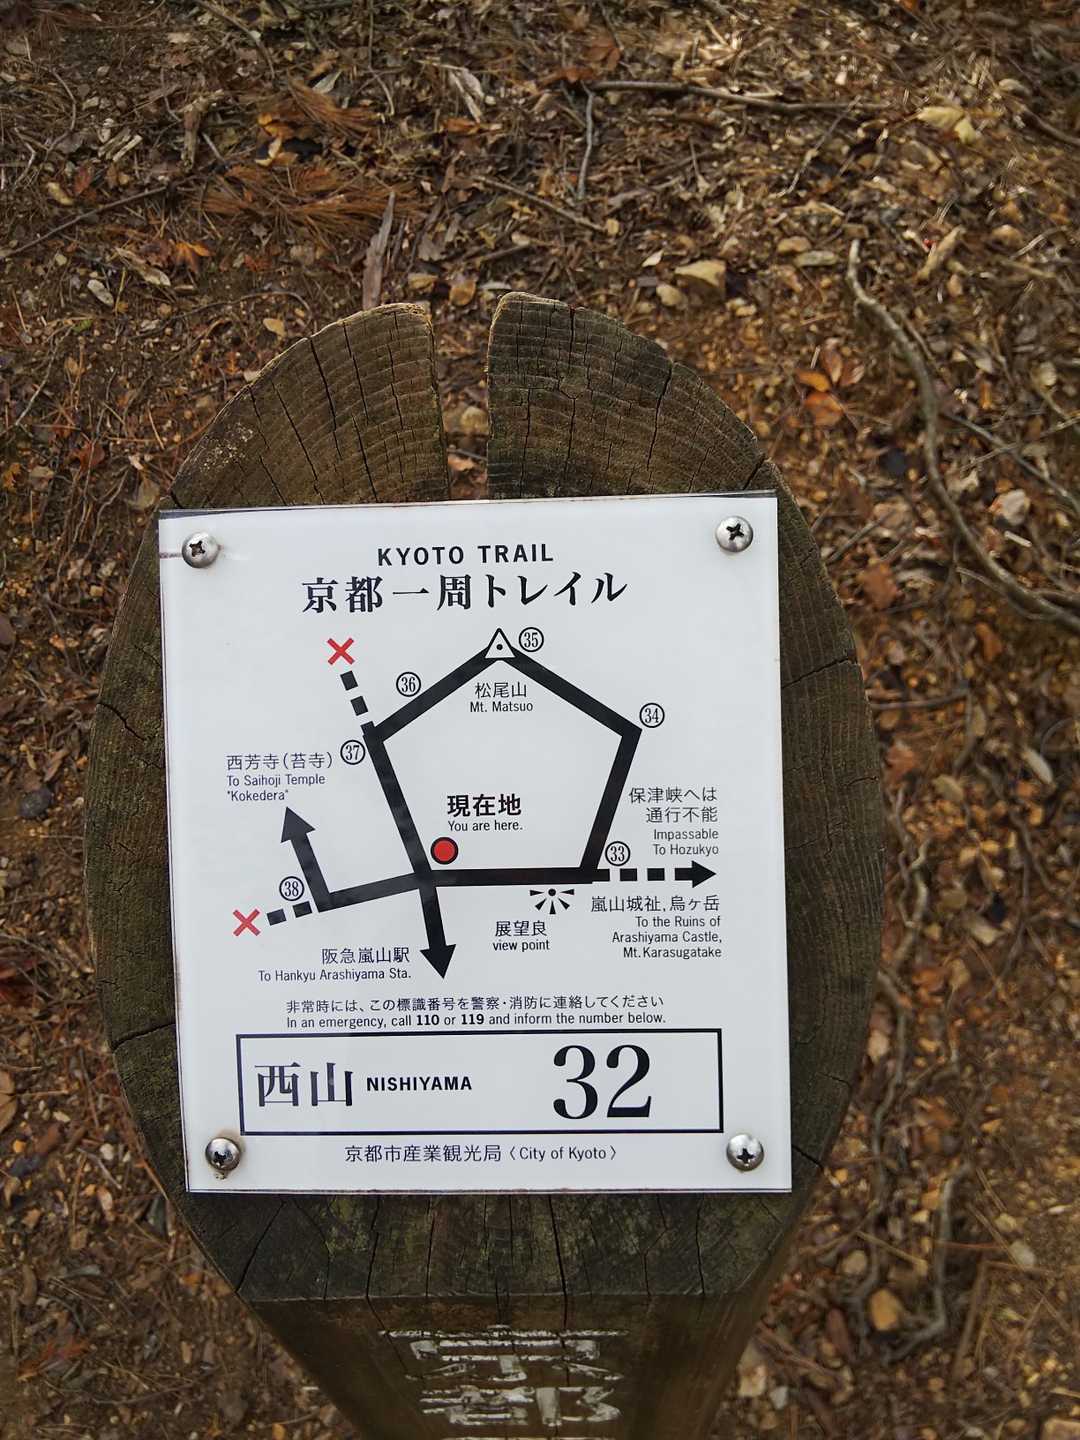 KYOTO TRAIL
京都一周トレイル
35
36
松尾山
Mt. Matsuo
34
37
西芳寺(苔寺)
To Saihoji Temple
"Kokedera"
現在地
You are here.
保津峡へは
通行不能
Impassable
To Hozukyo
33
38
嵐山城祉,烏ヶ岳
To the Ruins of
Arashiyama Castle,
Mt.Karasugatake
展望良
view point
阪急嵐山駅
To Hankyu Arashiyama Sta.
非常時には、この標識番号を警察・消防に連絡してください
In an emergency, call 110 or 119 and inform the number below.
西山 NISHIYAMA 32
京都市産業観光局〈City of Kyoto〉
京
都